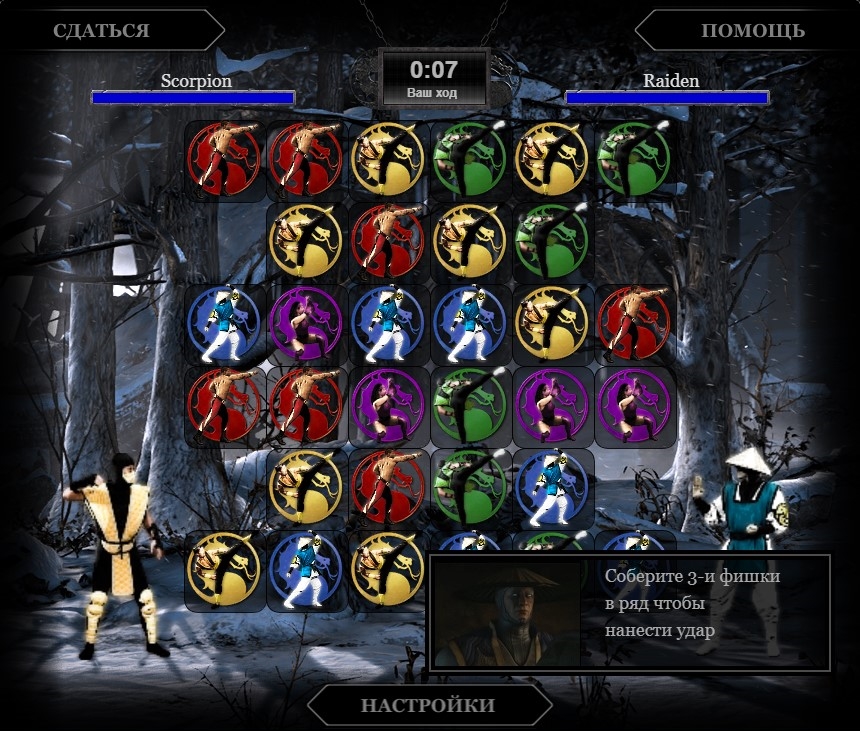 СДАТЬСЯ
ПОМОЩЬ
0:07
Ваш ход
Scorpion
Raiden
Соберите 3-и фишки
в ряд чтобы
нанести удар
НАСТРОЙКИ